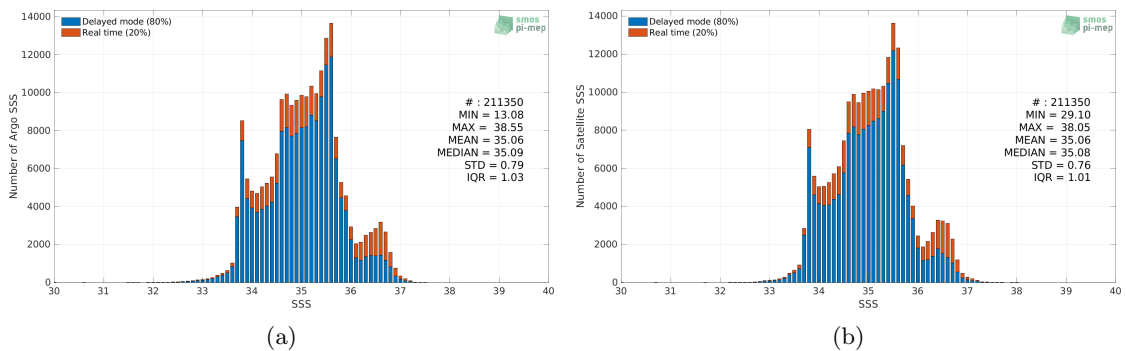 Delayed mode (80%)
Real time (20%)
smos
pi-mep
# : 211350
MIN = 13.08
MAX = 38.55
MEAN = 35.06
MEDIAN = 35.09
STD = 0.79
IQR = 1.03
Number of Argo SSS
14000
12000
10000
8000
6000
4000
2000
0
30 31 32 33 34 35 36 37 38 39 40
SSS
(a)
Delayed mode (80%)
Real time (20%)
smos
pi-mep
# : 211350
MIN = 29.10
MAX = 38.05
MEAN = 35.06
MEDIAN = 35.08
STD = 0.76
IQR = 1.01
Number of Satellite SSS
14000
12000
10000
8000
6000
4000
2000
0
30 31 32 33 34 35 36 37 38 39 40
SSS
(b)